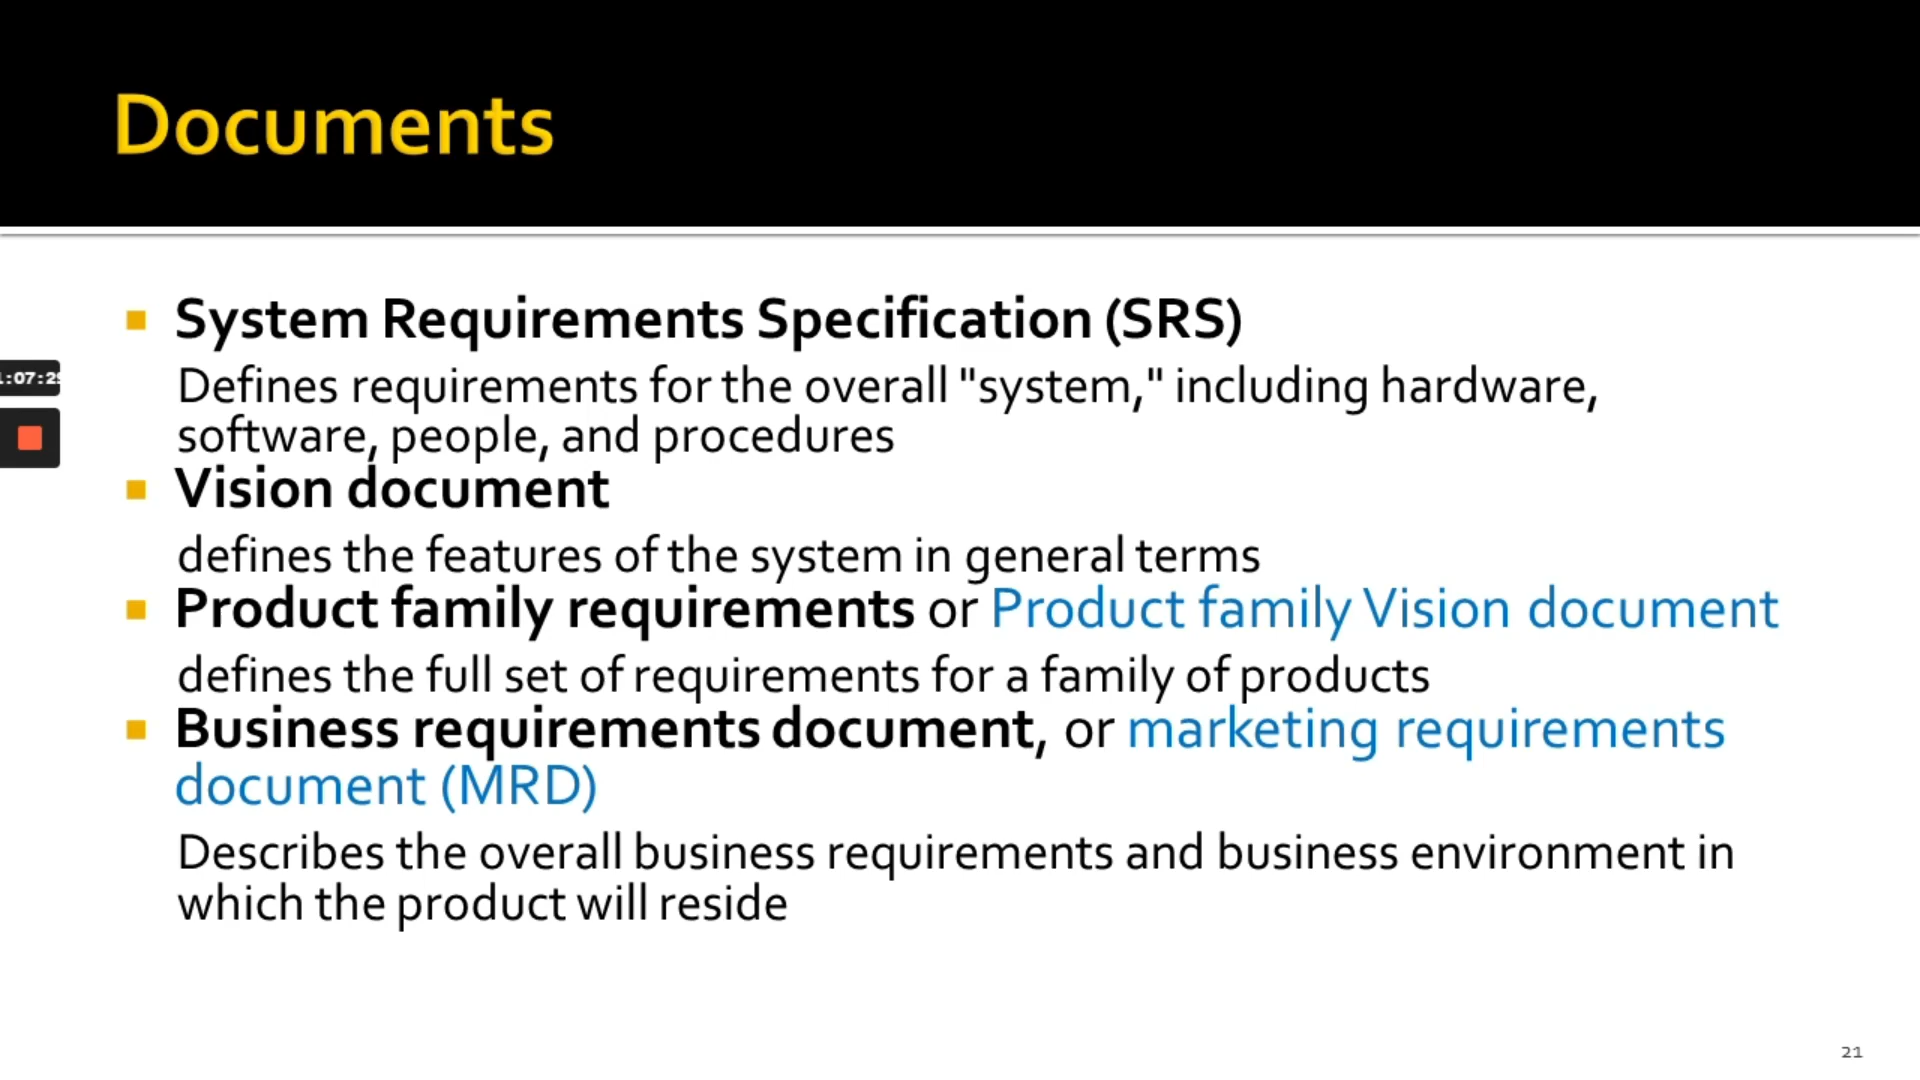 Documents
System Requirements Specification (SRS)
Defines requirements for the overall "system," including hardware,
software, people, and procedures
Vision document
defines the features of the system in general terms
Product family requirements or Product family Vision document
defines the full set of requirements for a family of products
Business requirements document, or marketing requirements
document (MRD)
Describes the overall business requirements and business environment in
which the product will reside
21